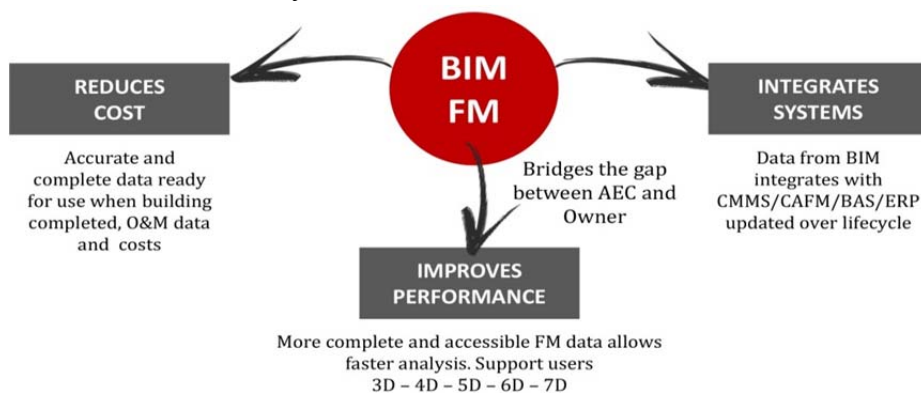 BIM
FM
REDUCES
COST
Accurate and
complete data ready
for use when building
completed, O&M data
and costs
Bridges the gap
between AEC and
Owner
IMPROVES
PERFORMANCE
More complete and accessible FM data allows
faster analysis. Support users
3D – 4D – 5D – 6D – 7D
INTEGRATES
SYSTEMS
Data from BIM
integrates with
CMMS/CAFM/BAS/ERP
updated over lifecycle